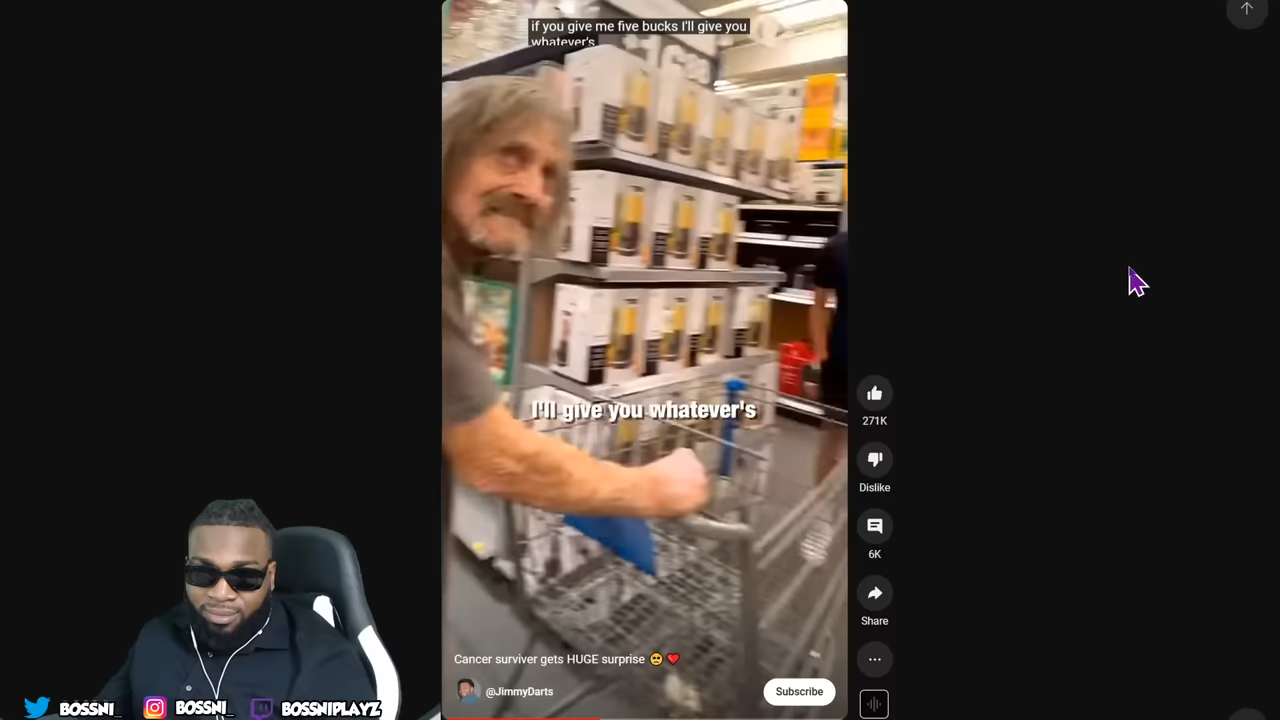 if you give me five bucks I'll give you
whatever's
I'll give you whatever's
271K
Dislike
6K
Share
Cancer surviver gets HUGE surprise
@JimmyDarts
Subscribe
BOSSNI_
BOSSNI_
BOSSNIPLAYZ